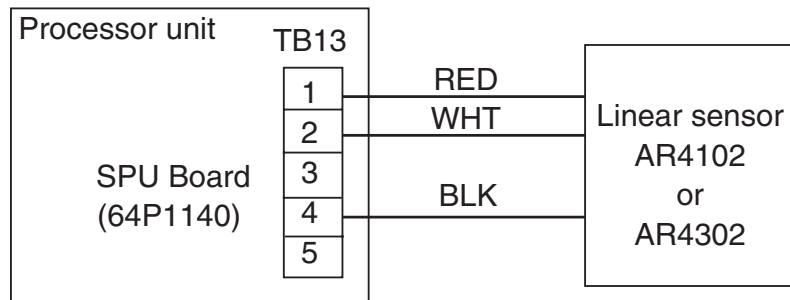 Processor unit
TB13
1
2
3
4
5
SPU Board
(64P1140)
RED
WHT
BLK
Linear sensor
AR4102
or
AR4302